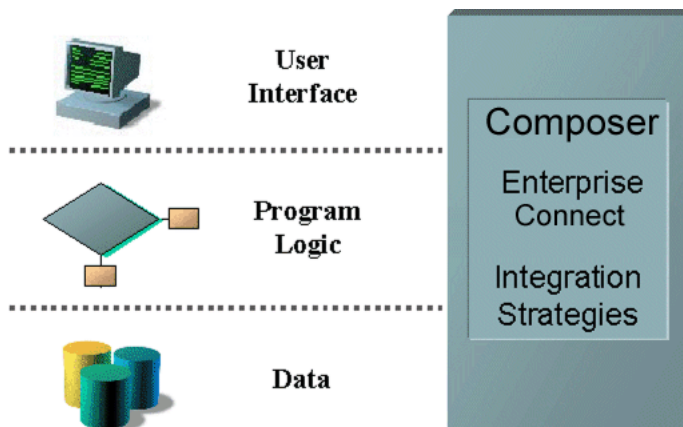 User
Interface
Program
Logic
Data
Composer
Enterprise
Connect
Integration
Strategies